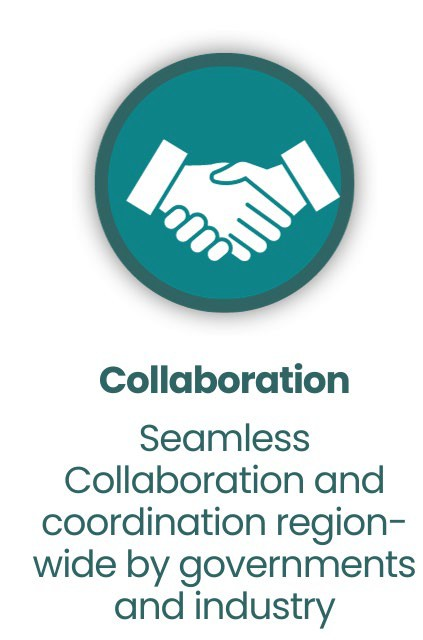 Collaboration
Seamless
Collaboration and
coordination region-
wide by governments
and industry